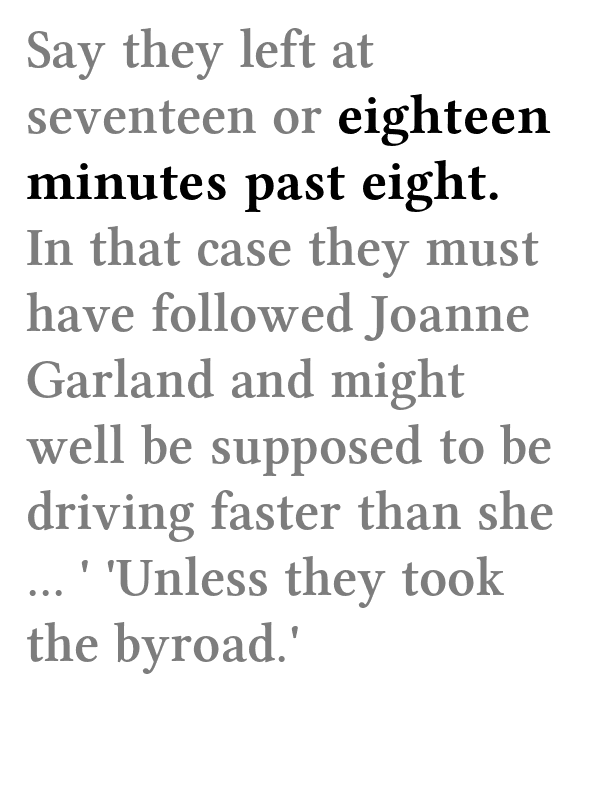 Say they left at
seventeen or eighteen
minutes past eight.
In that case they must
have followed Joanne
Garland and might
well be supposed to be
driving faster than she
... ' 'Unless they took
the byroad.'